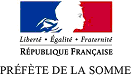 Liberté • Égalité • Fraternité
RÉPUBLIQUE FRANÇAISE
PRÉFÈTE DE LA SOMME